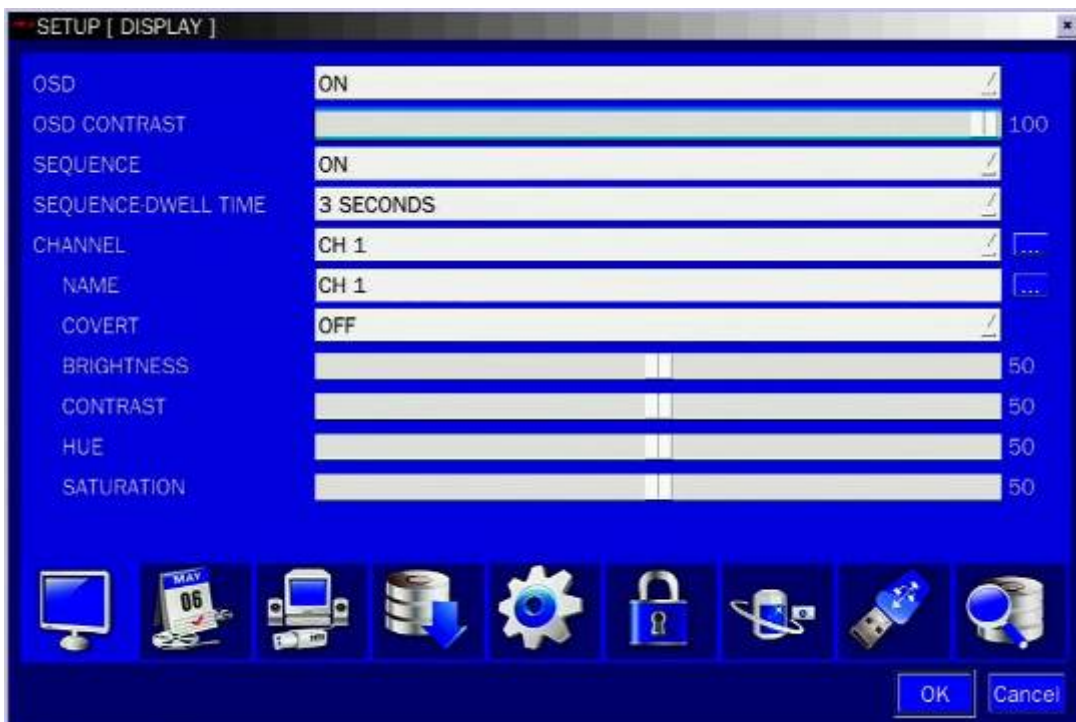 SETUP [ DISPLAY ]
OSD ON
OSD CONTRAST 100
SEQUENCE ON
SEQUENCE-DWELL TIME 3 SECONDS
CHANNEL CH 1 ...
NAME CH 1 ...
COVERT OFF
BRIGHTNESS 50
CONTRAST 50
HUE 50
SATURATION 50
MAY
06
OK Cancel